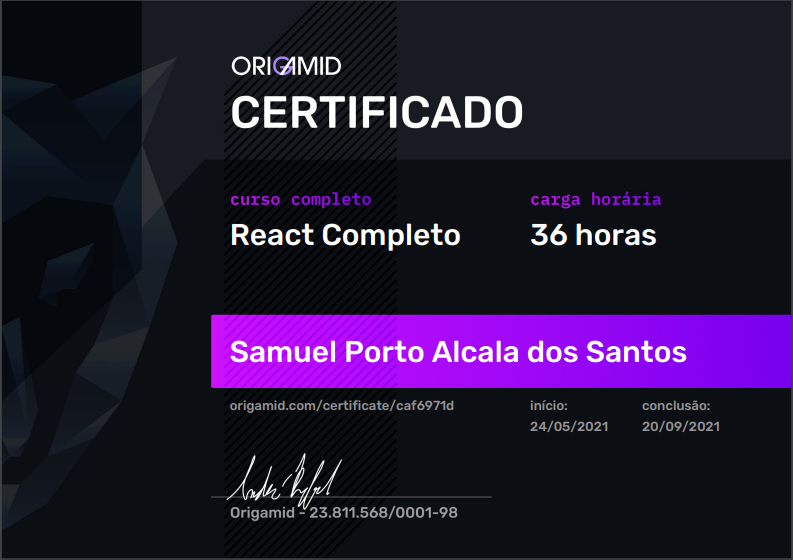 ORIGAMID
CERTIFICADO
curso completo
carga horária
React Completo
36 horas
Samuel Porto Alcala dos Santos
origamid.com/certificate/caf6971d
início:
conclusão:
24/05/2021
20/09/2021
Origamid - 23.811.568/0001-98